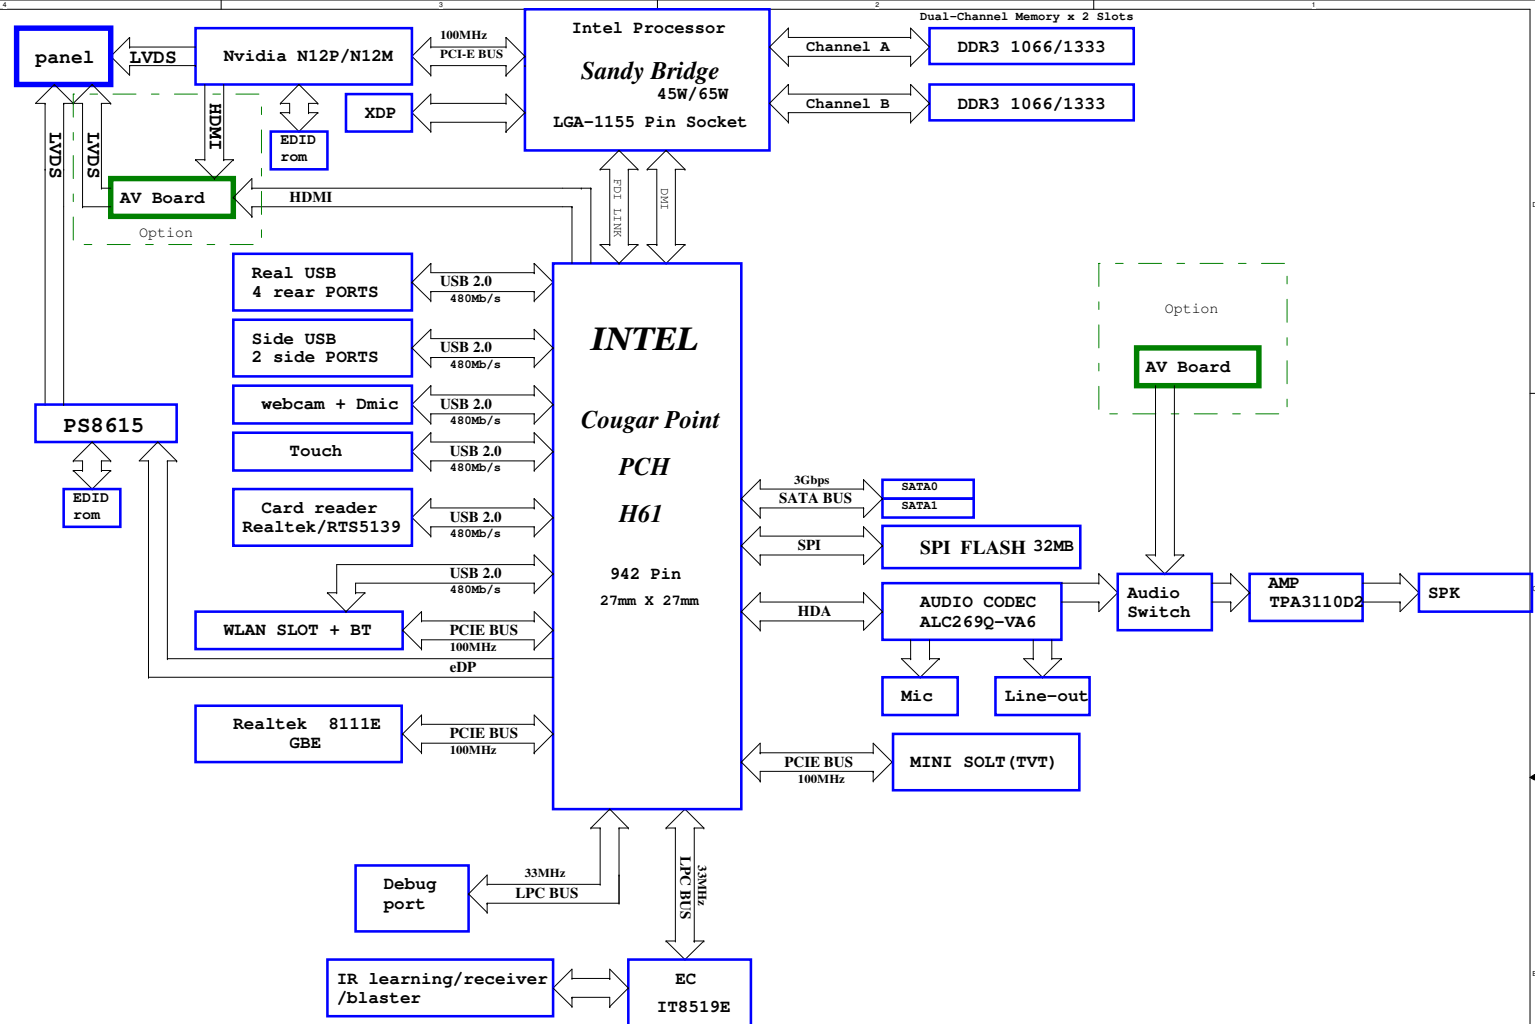 4
3
2
1
Dual-Channel Memory x 2 Slots
panel
LVDS
Nvidia N12P/N12M
100MHz
PCI-E BUS
Intel Processor
Sandy Bridge
45W/65W
LGA-1155 Pin Socket
Channel A
DDR3 1066/1333
Channel B
DDR3 1066/1333
XDP
EDID
rom
HDMI
LVDS
LVDS
AV Board
Option
HDMI
FDI LINK
DMI
Real USB
4 rear PORTS
USB 2.0
480Mb/s
Side USB
2 side PORTS
USB 2.0
480Mb/s
webcam + Dmic
USB 2.0
480Mb/s
Touch
USB 2.0
480Mb/s
Card reader
Realtek/RTS5139
USB 2.0
480Mb/s
USB 2.0
480Mb/s
WLAN SLOT + BT
PCIE BUS
100MHz
eDP
Realtek 8111E
GBE
PCIE BUS
100MHz
PS8615
EDID
rom
INTEL
Cougar Point
PCH
H61
942 Pin
27mm X 27mm
Option
AV Board
3Gbps
SATA BUS
SATA0
SATA1
SPI
SPI FLASH 32MB
HDA
AUDIO CODEC
ALC269Q-VA6
Audio
Switch
AMP
TPA3110D2
SPK
Mic
Line-out
PCIE BUS
100MHz
MINI SOLT(TVT)
33MHz
LPC BUS
Debug
port
33MHz
LPC BUS
IR learning/receiver
/blaster
EC
IT8519E